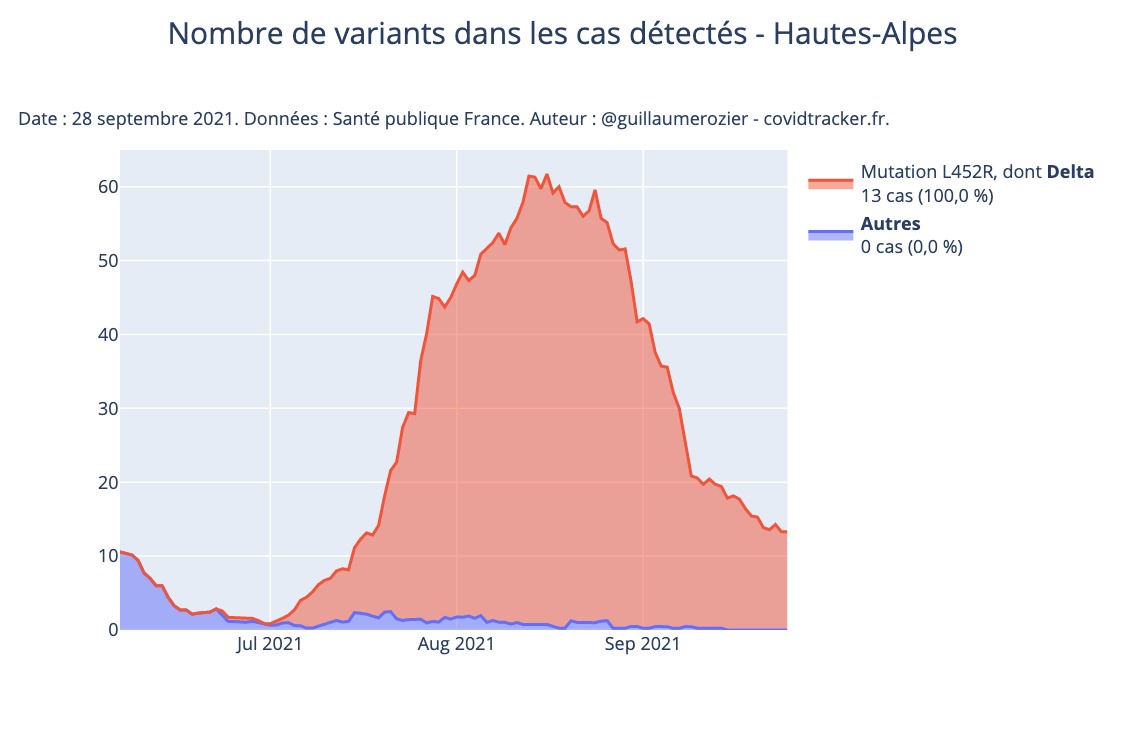 Nombre de variants dans les cas détectés - Hautes-Alpes
Date : 28 septembre 2021. Données : Santé publique France. Auteur : @guillaumerozier - covidtracker.fr.
Mutation L452R, dont Delta
13 cas (100,0 %)
Autres
0 cas (0,0 %)
60
50
40
30
20
10
0
Jul 2021
Aug 2021
Sep 2021